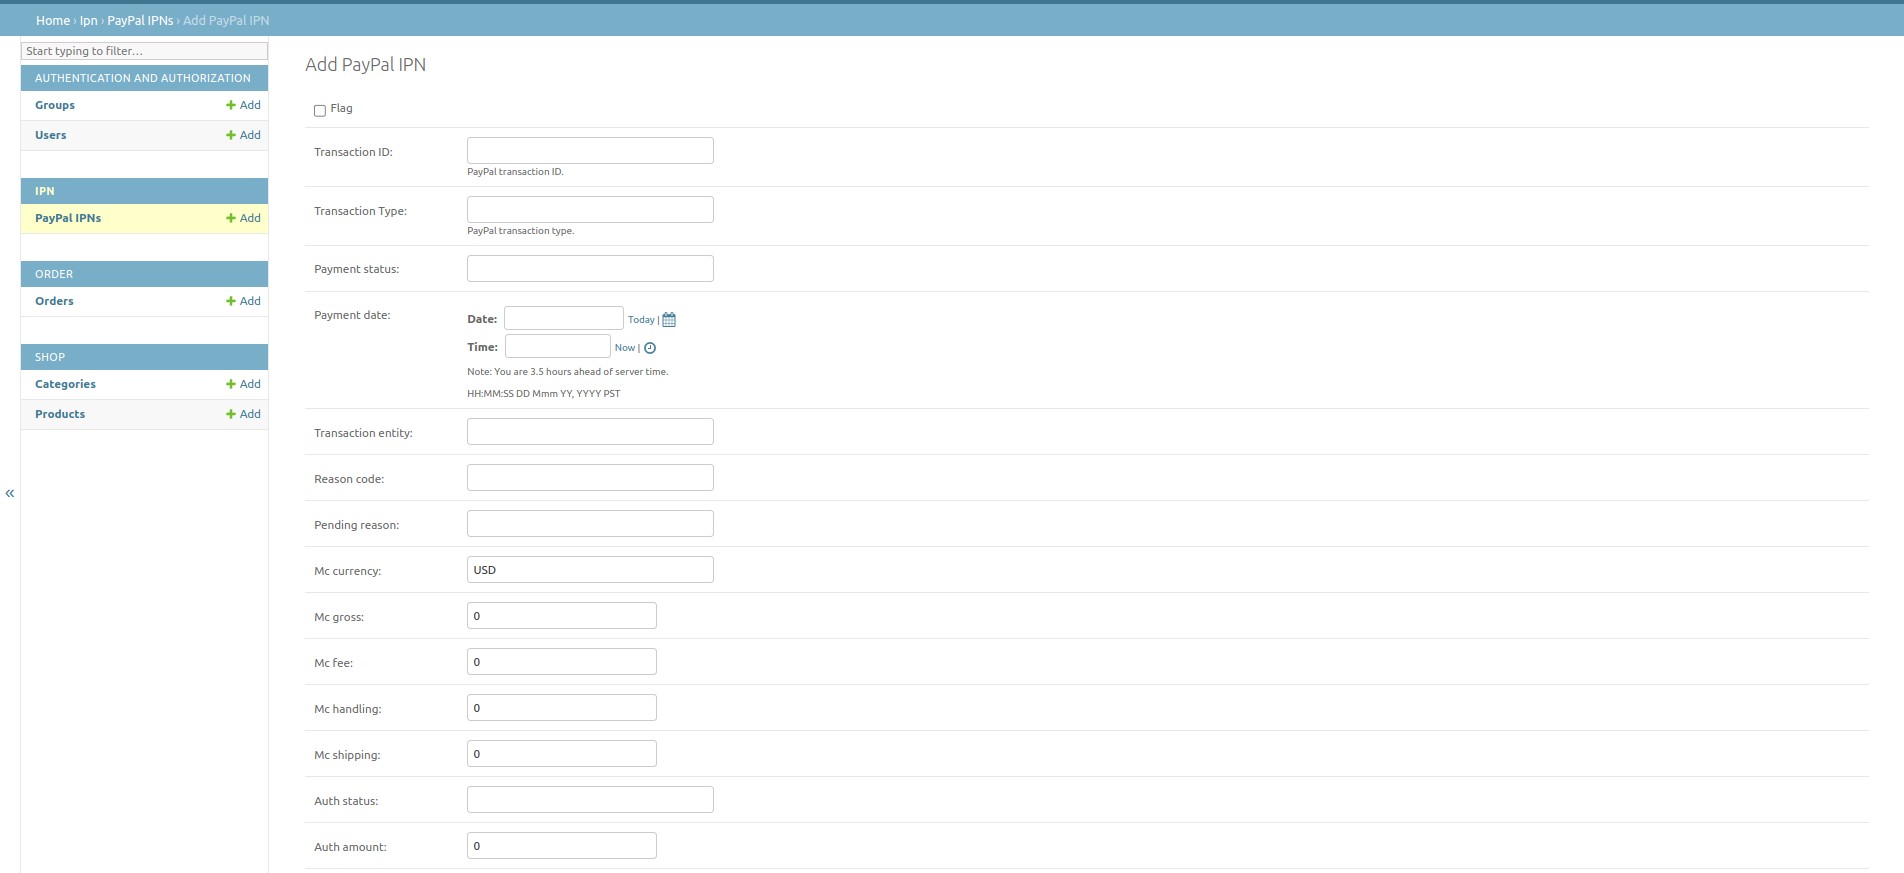 Home › Ipn › PayPal IPNs › Add PayPal IPN
Start typing to filter...
AUTHENTICATION AND AUTHORIZATION
Groups Add
Users Add
IPN
PayPal IPNs Add
ORDER
Orders Add
SHOP
Categories Add
Products Add
«
Add PayPal IPN
Flag
Transaction ID:
PayPal transaction ID.
Transaction Type:
PayPal transaction type.
Payment status:
Payment date:
Date: Today |
Time: Now |
Note: You are 3.5 hours ahead of server time.
HH:MM:SS DD Mmm YY, YYYY PST
Transaction entity:
Reason code:
Pending reason:
Mc currency: USD
Mc gross: 0
Mc fee: 0
Mc handling: 0
Mc shipping: 0
Auth status:
Auth amount: 0